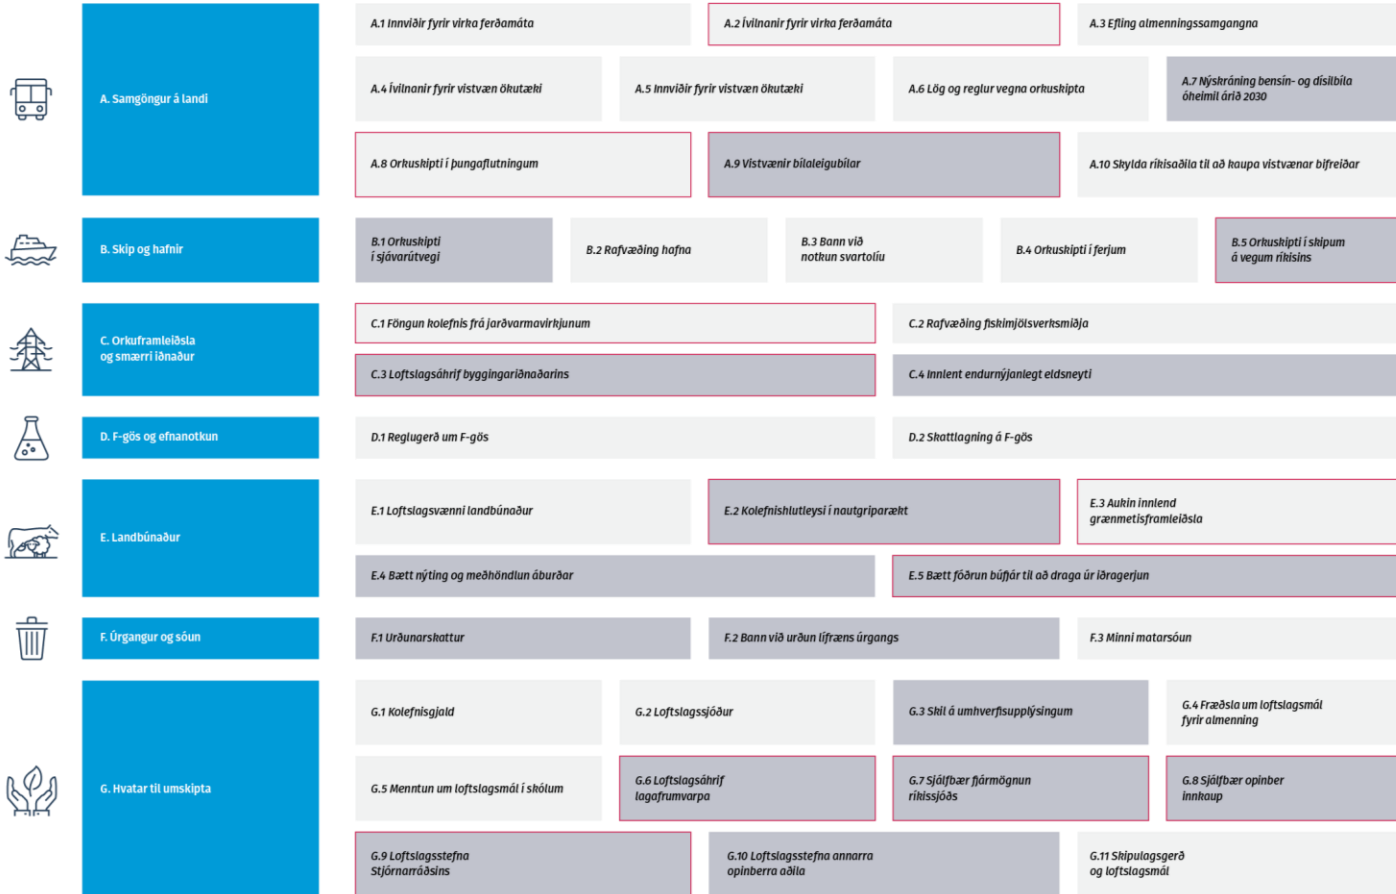 A. Samgöngur á landi
A.1 Innviðir fyrir virka ferðamáta
A.2 Ívilnanir fyrir virka ferðamáta
A.3 Efling almenningssamgangna
A.4 Ívilnanir fyrir vistvæn ökutæki
A.5 Innviðir fyrir vistvæn ökutæki
A.6 Lög og reglur vegna orkuskipta
A.7 Nýskráning bensín- og dísilbíla
óheimil árið 2030
A.8 Orkuskipti í þungaflutningum
A.9 Vistvænir bílaleigubílar
A.10 Skylda ríkisaðila til að kaupa vistvænar bifreiðar
B. Skip og hafnir
B.1 Orkuskipti
í sjávarútvegi
B.2 Rafvæðing hafna
B.3 Bann við
notkun svartolíu
B.4 Orkuskipti í ferjum
B.5 Orkuskipti í skipum
á vegum ríkisins
C. Orkuframleiðsla
og smærri iðnaður
C.1 Föngun kolefnis frá jarðvarmavirkjunum
C.2 Rafvæðing fiskimjölsverksmiðja
C.3 Loftslagsáhrif byggingariðnaðarins
C.4 Innlent endurnýjanlegt eldsneyti
D. F-gös og efnanotkun
D.1 Reglugerð um F-gös
D.2 Skattlagning á F-gös
E. Landbúnaður
E.1 Loftslagsvænni landbúnaður
E.2 Kolefnishlutleysi í nautgriparækt
E.3 Aukin innlend
grænmetisframleiðsla
E.4 Bætt nýting og meðhöndlun áburðar
E.5 Bætt fóðrun búfjár til að draga úr iðragerjun
F. Úrgangur og sóun
F.1 Urðunarskattur
F.2 Bann við urðun lífræns úrgangs
F.3 Minni matarsóun
G. Hvatar til umskipta
G.1 Kolefnisgjald
G.2 Loftslagssjóður
G.3 Skil á umhverfisupplýsingum
G.4 Fræðsla um loftslagsmál
fyrir almenning
G.5 Menntun um loftslagsmál í skólum
G.6 Loftslagsáhrif
lagafrumvarpa
G.7 Sjálfbær fjármögnun
ríkissjóðs
G.8 Sjálfbær opinber
innkaup
G.9 Loftslagsstefna
Stjórnarráðsins
G.10 Loftslagsstefna annarra
opinberra aðila
G.11 Skipulagsgerð
og loftslagsmál